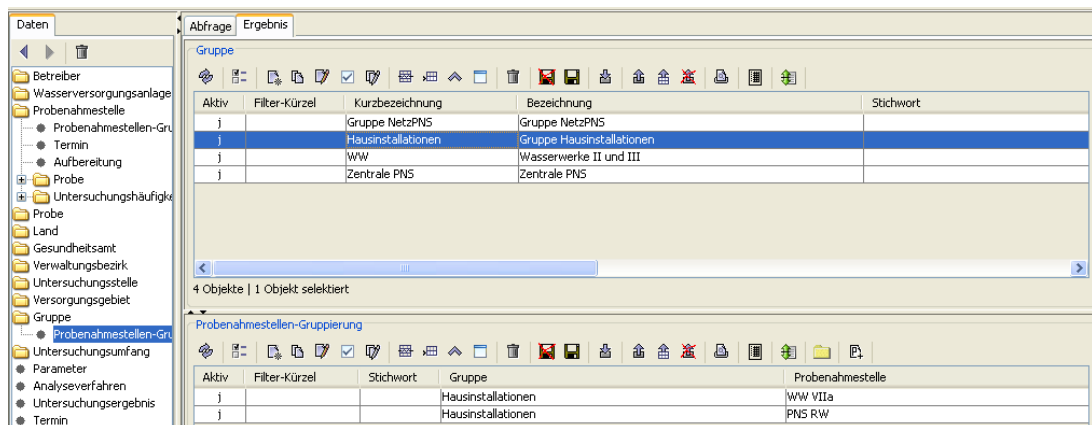 Daten
Betreiber
Wasserversorgungsanlage
Probenahmestelle
Probenahmestellen-Gru
Termin
Aufbereitung
Probe
Untersuchungshäufigke
Probe
Land
Gesundheitsamt
Verwaltungsbezirk
Untersuchungsstelle
Versorgungsgebiet
Gruppe
Probenahmestellen-Gru
Untersuchungsumfang
Parameter
Analyseverfahren
Untersuchungsergebnis
Termin
Abfrage Ergebnis
Gruppe
Aktiv Filter-Kürzel Kurzbezeichnung Bezeichnung Stichwort
j Gruppe NetzPNS Gruppe NetzPNS
j Hausinstallationen Gruppe Hausinstallationen
j WW Wasserwerke II und III
j Zentrale PNS Zentrale PNS
4 Objekte | 1 Objekt selektiert
Probenahmestellen-Gruppierung
Aktiv Filter-Kürzel Stichwort Gruppe Probenahmestelle
j Hausinstallationen WW VIIa
j Hausinstallationen PNS RW